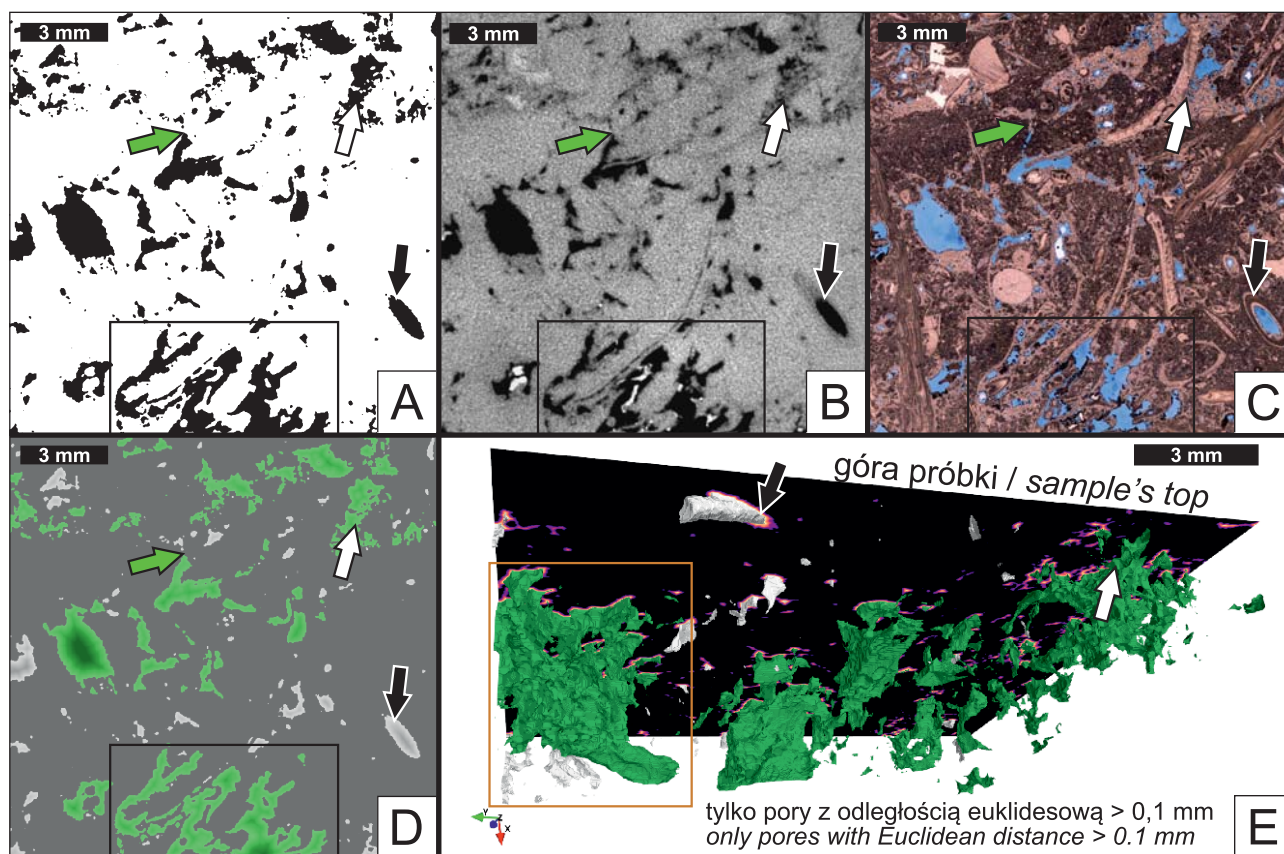 3 mm
A
3 mm
B
3 mm
C
3 mm
D
3 mm
góra próbki / sample's top
tylko pory z odległością euklidesową > 0,1 mm
only pores with Euclidean distance > 0.1 mm
Y
Z
X
E